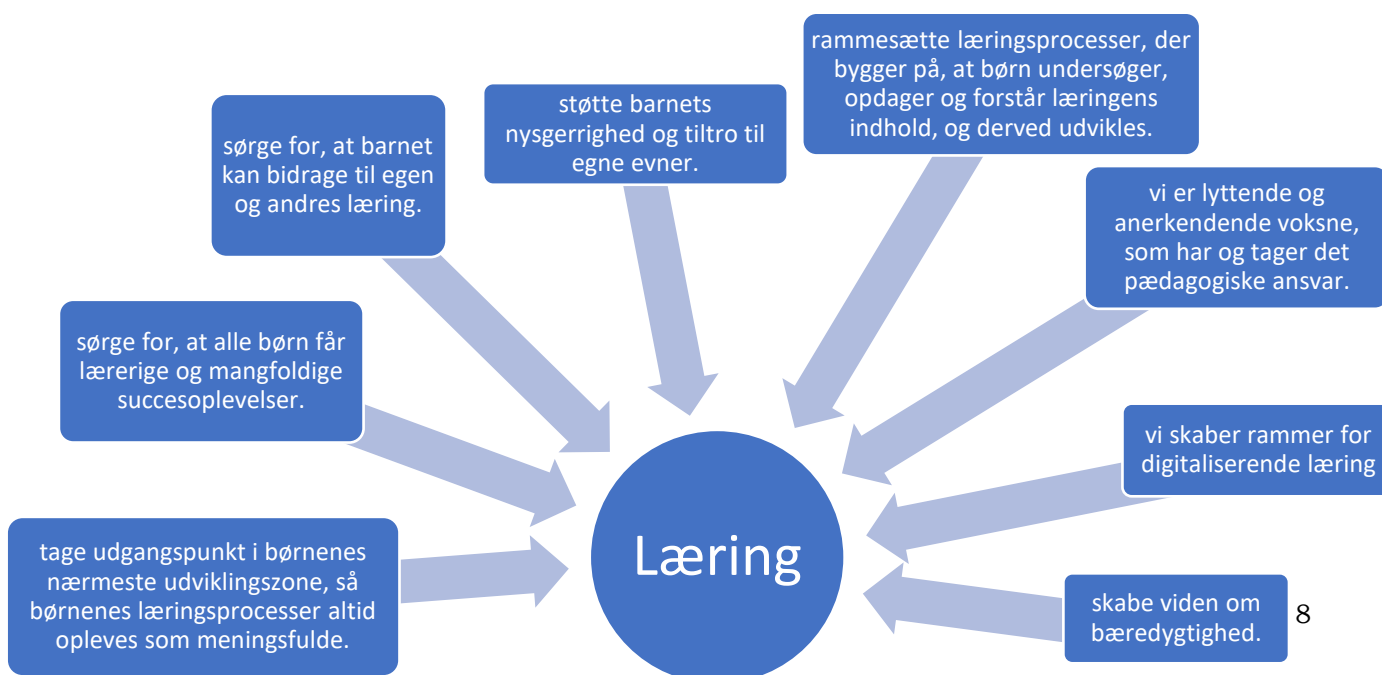 rammesætte læringsprocesser, der
bygger på, at børn undersøger,
opdager og forstår læringens
indhold, og derved udvikles.
støtte barnets
nysgerrighed og tiltro til
egne evner.
sørge for, at barnet
kan bidrage til egen
og andres læring.
vi er lyttende og
anerkendende voksne,
som har og tager det
pædagogiske ansvar.
sørge for, at alle børn får
lærerige og mangfoldige
succesoplevelser.
vi skaber rammer for
digitaliserende læring
tage udgangspunkt i børnenes
nærmeste udviklingszone, så
børnenes læringsprocesser altid
opleves som meningsfulde.
Læring
skabe viden om
bæredygtighed.
8